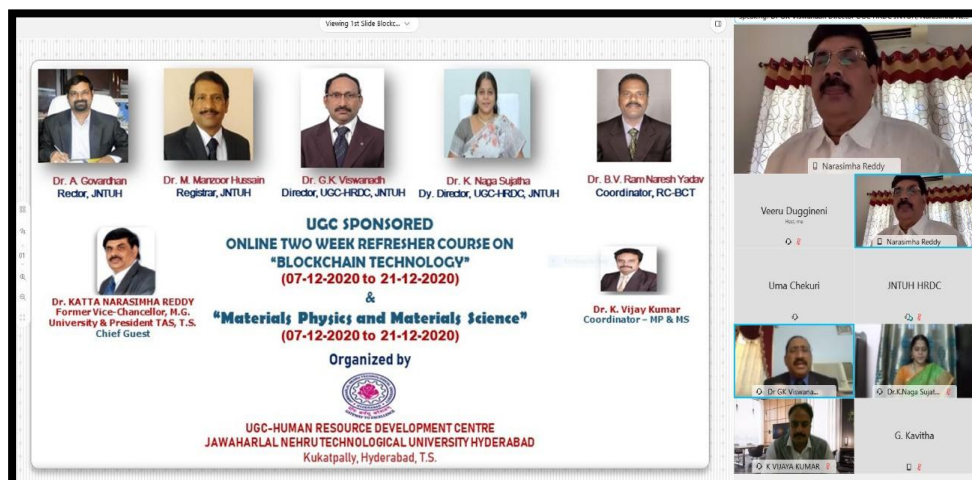 Viewing 1st Slide Blockc...
Dr. A. Govardhan
Rector, JNTUH
Dr. M. Manzoor Hussain
Registrar, JNTUH
Dr. G.K Viswanadh
Director, UGC-HRDC, JNTUH
Dr. K. Naga Sujatha
Dy. Director, UGC-HRDC, JNTUH
Dr. B.V. Ram Naresh Yadav
Coordinator, RC-BCT
UGC SPONSORED
ONLINE TWO WEEK REFRESHER COURSE ON
“BLOCKCHAIN TECHNOLOGY”
(07-12-2020 to 21-12-2020)
&
“Materials Physics and Materials Science”
(07-12-2020 to 21-12-2020)
Dr. KATTA NARASIMHA REDDY
Former Vice-Chancellor, M.G.
University & President TAS, T.S.
Chief Guest
Dr. K. Vijay Kumar
Coordinator – MP & MS
Organized by
UGC-HUMAN RESOURCE DEVELOPMENT CENTRE
JAWAHARLAL NEHRU TECHNOLOGICAL UNIVERSITY HYDERABAD
Kukatpally, Hyderabad, T.S.
Narasimha Reddy
Veeru Duggineni
Host, me
Narasimha Reddy
Uma Chekuri
JNTUH HRDC
Dr GK Viswana...
Dr.K.Naga Sujat...
K VIJAYA KUMAR
G. Kavitha